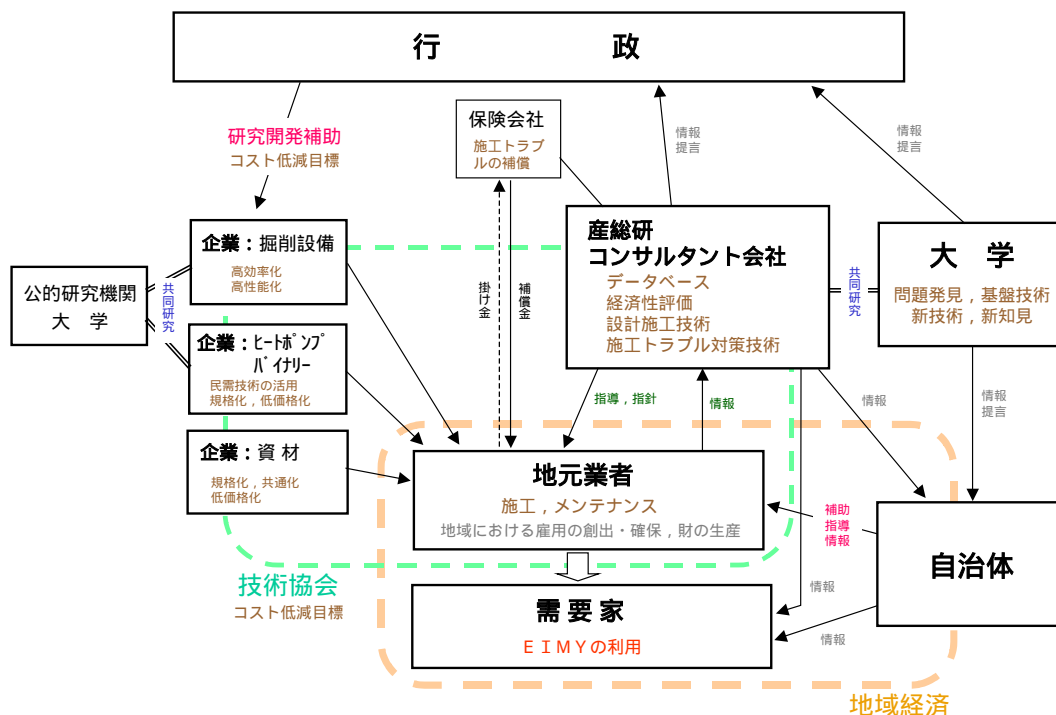 行　　　政
保険会社
施工トラブ
ルの補償
情報
提言
情報
提言
研究開発補助
コスト低減目標
企業：掘削設備
高効率化
高性能化
産総研
コンサルタント会社
データベース
経済性評価
設計施工技術
施工トラブル対策技術
共同研究
大　学
問題発見，基盤技術
新技術，新知見
公的研究機関
大　学
共同研究
掛け金
補償金
企業：ヒートポンプ
バイナリー
民需技術の活用
規格化，低価格化
指導，指針
情報
情報
情報
提言
企業：資 材
規格化，共通化
低価格化
地元業者
施工，メンテナンス
地域における雇用の創出・確保，財の生産
補助
指導
情報
自治体
技術協会
コスト低減目標
需 要 家
ＥＩＭＹの利用
情報
情報
地域経済